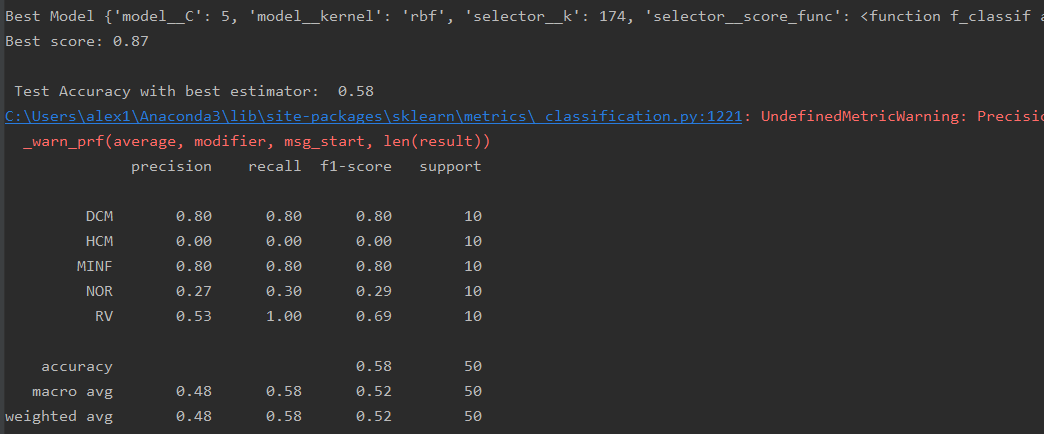 Best Model {'model__C': 5, 'model__kernel': 'rbf', 'selector__k': 174, 'selector__score_func': <function f_classif a
Best score: 0.87
Test Accuracy with best estimator:  0.58
C:\Users\alex1\Anaconda3\lib\site-packages\sklearn\metrics\_classification.py:1221: UndefinedMetricWarning: Precisio
_warn_prf(average, modifier, msg_start, len(result))
precision    recall  f1-score   support
DCM       0.80      0.80      0.80        10
HCM       0.00      0.00      0.00        10
MINF       0.80      0.80      0.80        10
NOR       0.27      0.30      0.29        10
RV       0.53      1.00      0.69        10
accuracy                           0.58        50
macro avg       0.48      0.58      0.52        50
weighted avg       0.48      0.58      0.52        50